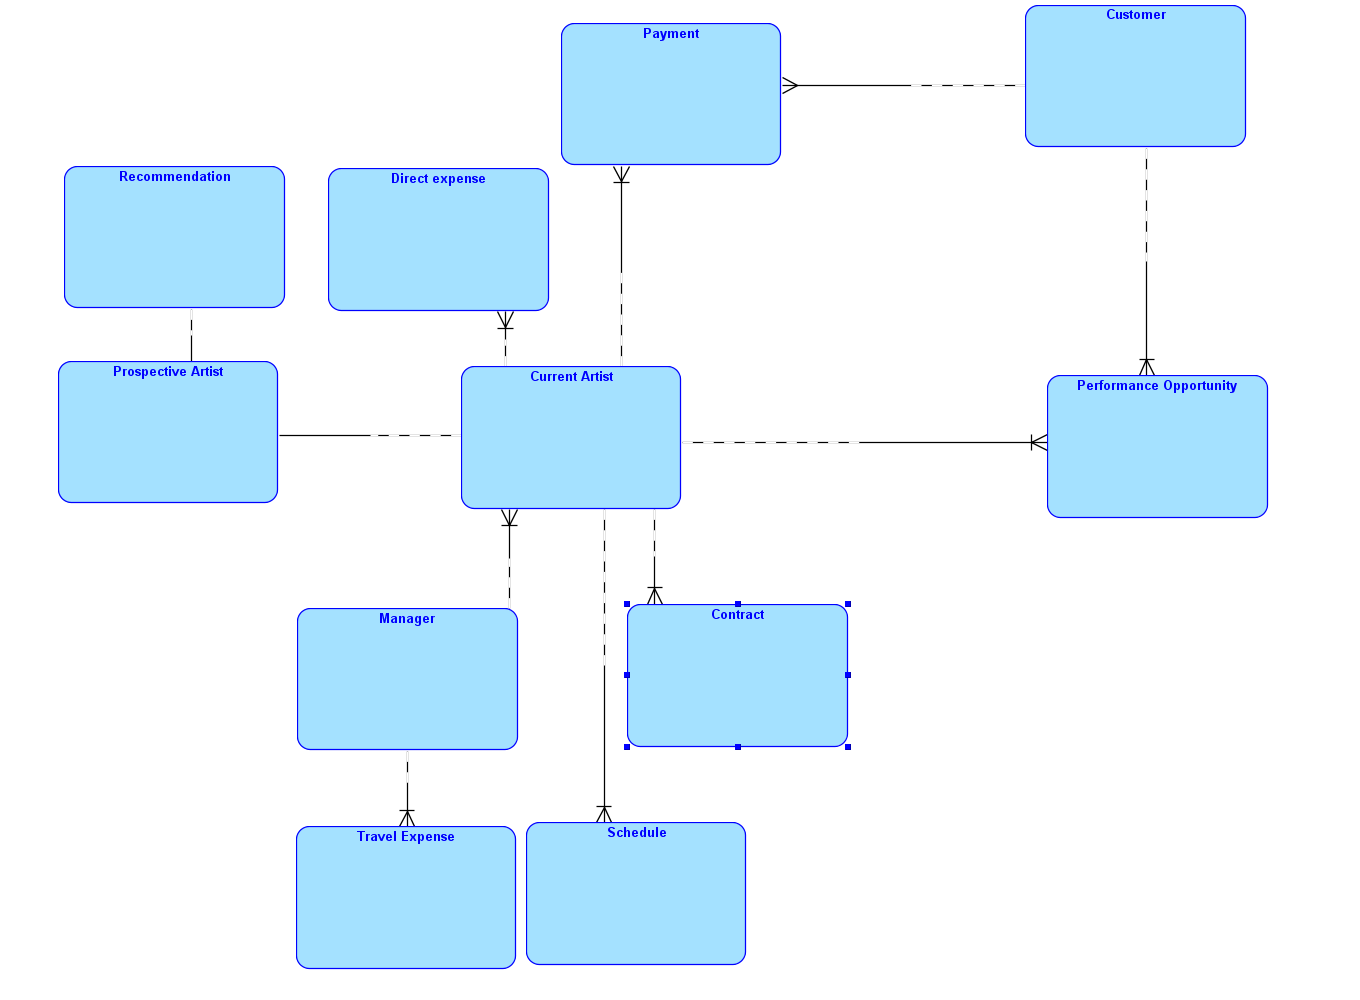 Customer
Payment
Recommendation
Direct expense
Prospective Artist
Current Artist
Performance Opportunity
Manager
Contract
Travel Expense
Schedule